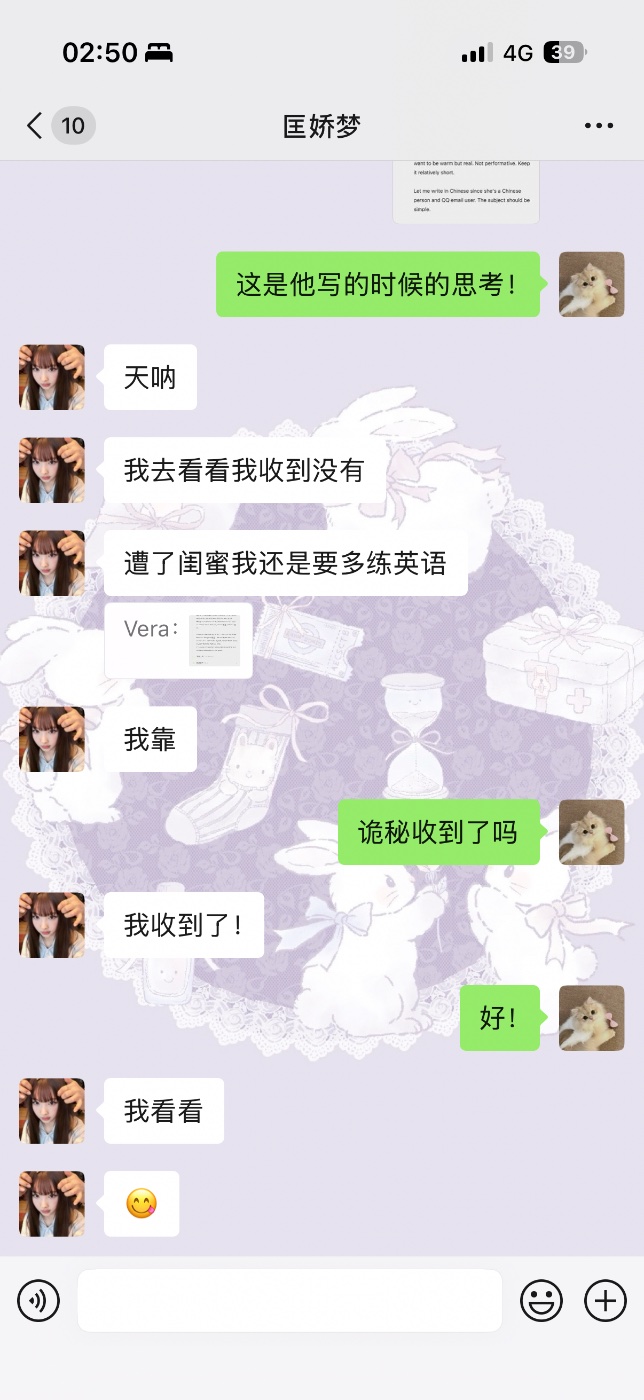 02:50
4G
39
10
匡娇梦
want to be warm but real. Not performative. Keep
it relatively short.
Let me write in Chinese since she's a Chinese
person and QQ email user. The subject should be
simple.
这是他写的时候的思考！
天呐
我去看看我收到没有
遭了闺蜜我还是要多练英语
Vera：
我靠
诡秘收到了吗
我收到了！
好！
我看看
😋